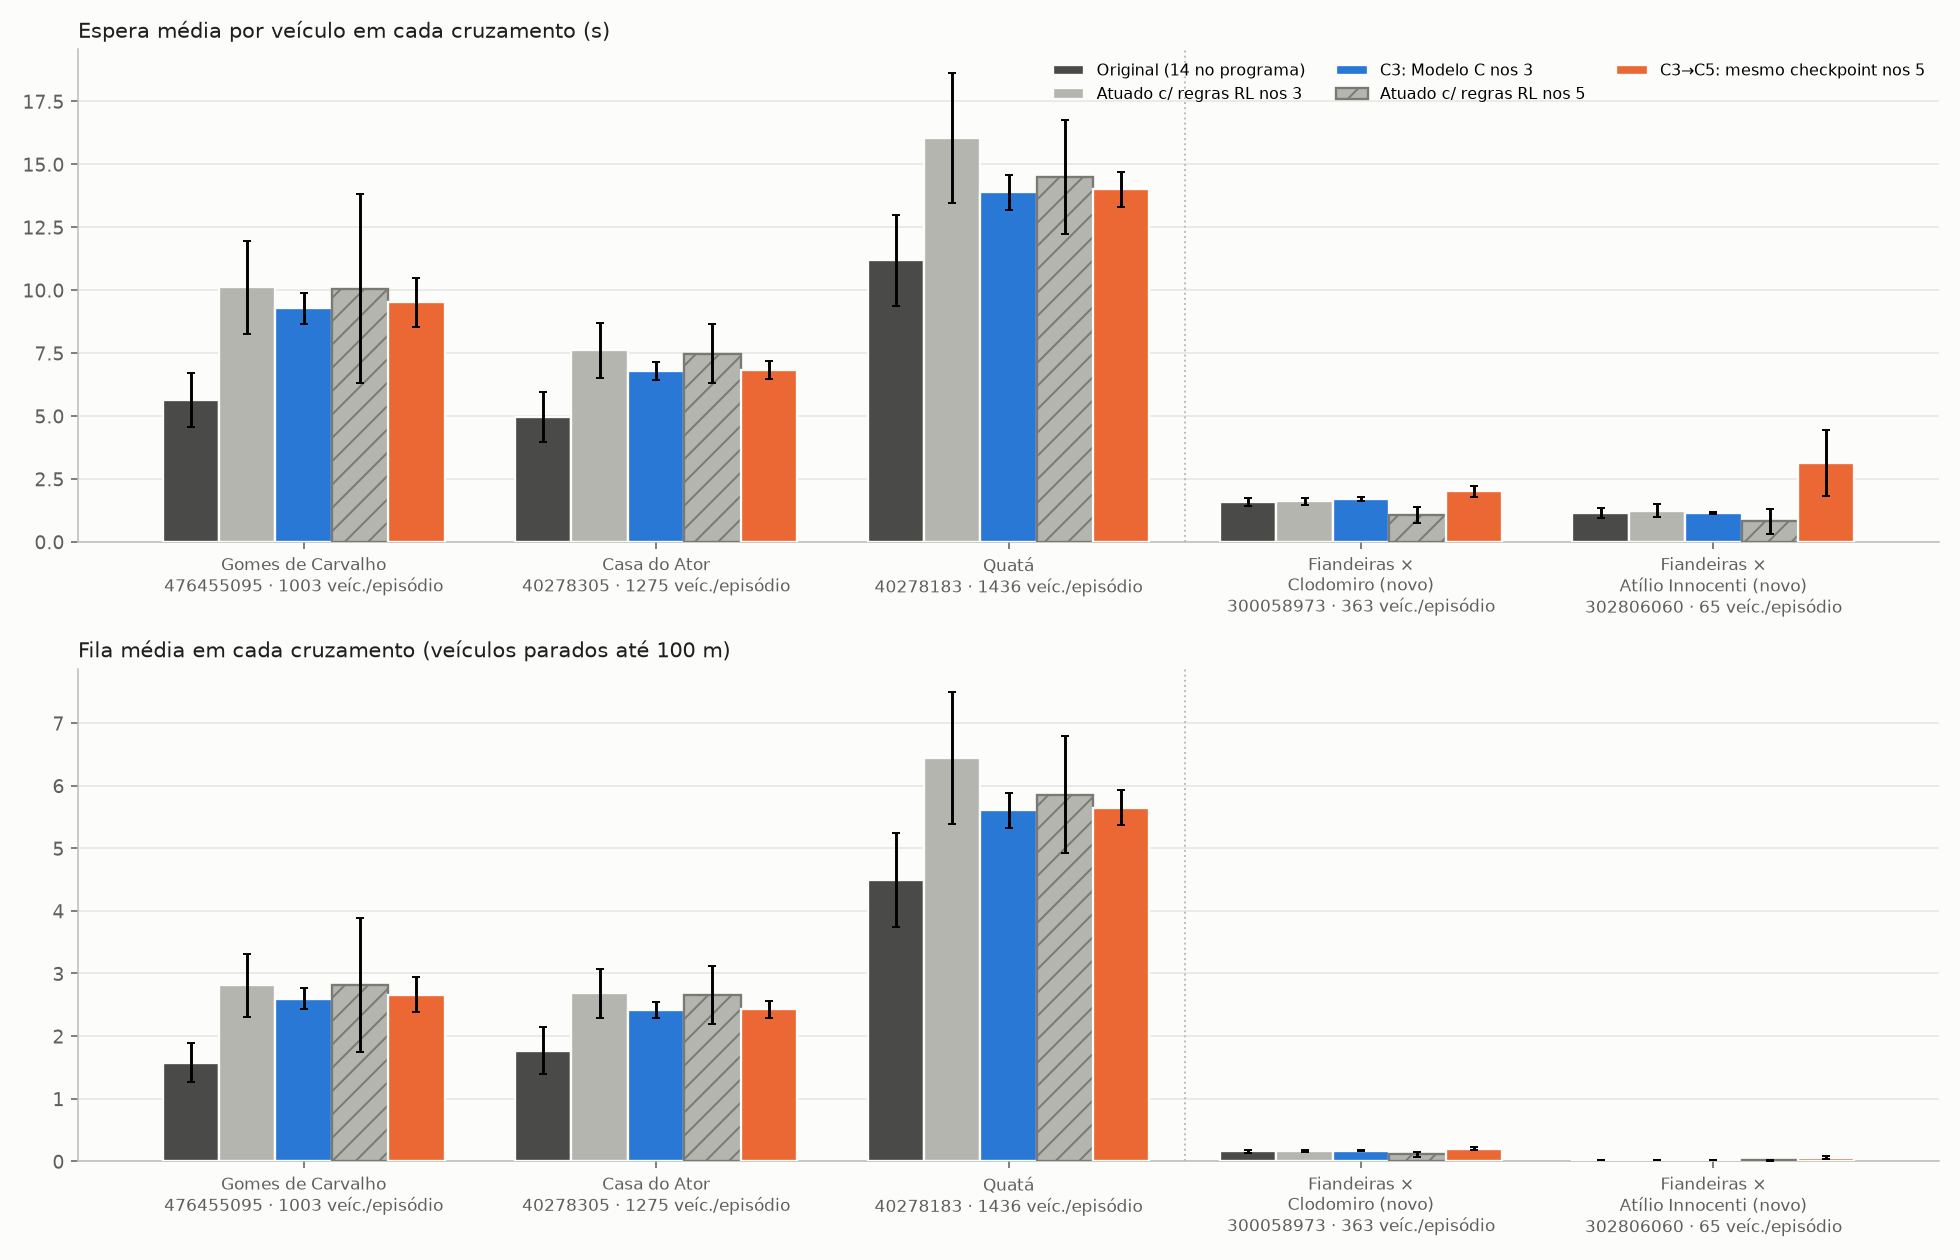 Espera média por veículo em cada cruzamento (s)
Original (14 no programa)
C3: Modelo C nos 3
C3→C5: mesmo checkpoint nos 5
Atuado c/ regras RL nos 3
Atuado c/ regras RL nos 5
17.5
15.0
12.5
10.0
7.5
5.0
2.5
0.0
Gomes de Carvalho
476455095 · 1003 veíc./episódio
Casa do Ator
40278305 · 1275 veíc./episódio
Quatá
40278183 · 1436 veíc./episódio
Fiandeiras ×
Clodomiro (novo)
300058973 · 363 veíc./episódio
Fiandeiras ×
Atílio Innocenti (novo)
302806060 · 65 veíc./episódio
Fila média em cada cruzamento (veículos parados até 100 m)
7
6
5
4
3
2
1
0
Gomes de Carvalho
476455095 · 1003 veíc./episódio
Casa do Ator
40278305 · 1275 veíc./episódio
Quatá
40278183 · 1436 veíc./episódio
Fiandeiras ×
Clodomiro (novo)
300058973 · 363 veíc./episódio
Fiandeiras ×
Atílio Innocenti (novo)
302806060 · 65 veíc./episódio